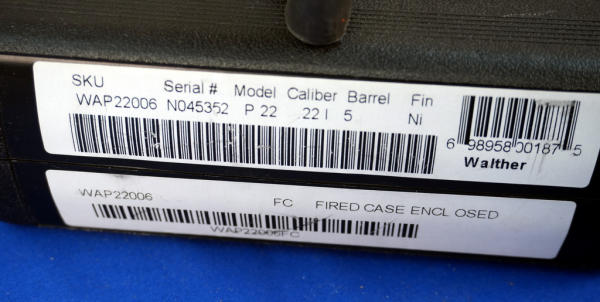 SKU Serial # Model Caliber Barrel Fin
WAP22006 N045352 P 22 .22 l 5 Ni
6 98958 00187 5
Walther
WAP22006 FC FIRED CASE ENCL OSED
WAP22006FC